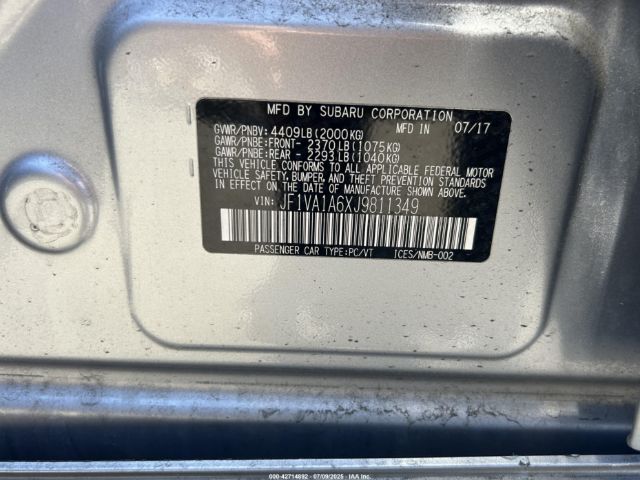 MFD BY SUBARU CORPORATION
GVWR/PNBV: 4409LB(2000KG) MFD IN 07/17
GAWR/PNBE:FRONT- 2370LB(1075KG)
GAWR/PNBE:REAR - 2293LB(1040KG)
THIS VEHICLE CONFORMS TO ALL APPLICABLE FEDERAL MOTOR
VEHICLE SAFETY, BUMPER, AND THEFT PREVENTION STANDARDS
IN EFFECT ON THE DATE OF MANUFACTURE SHOWN ABOVE.
VIN: JF1VA1A6XJ9811349
PASSENGER CAR TYPE:PC/VT ICES/NMB-002
000-42714692 - 07/09/2025 - IAAI.COM